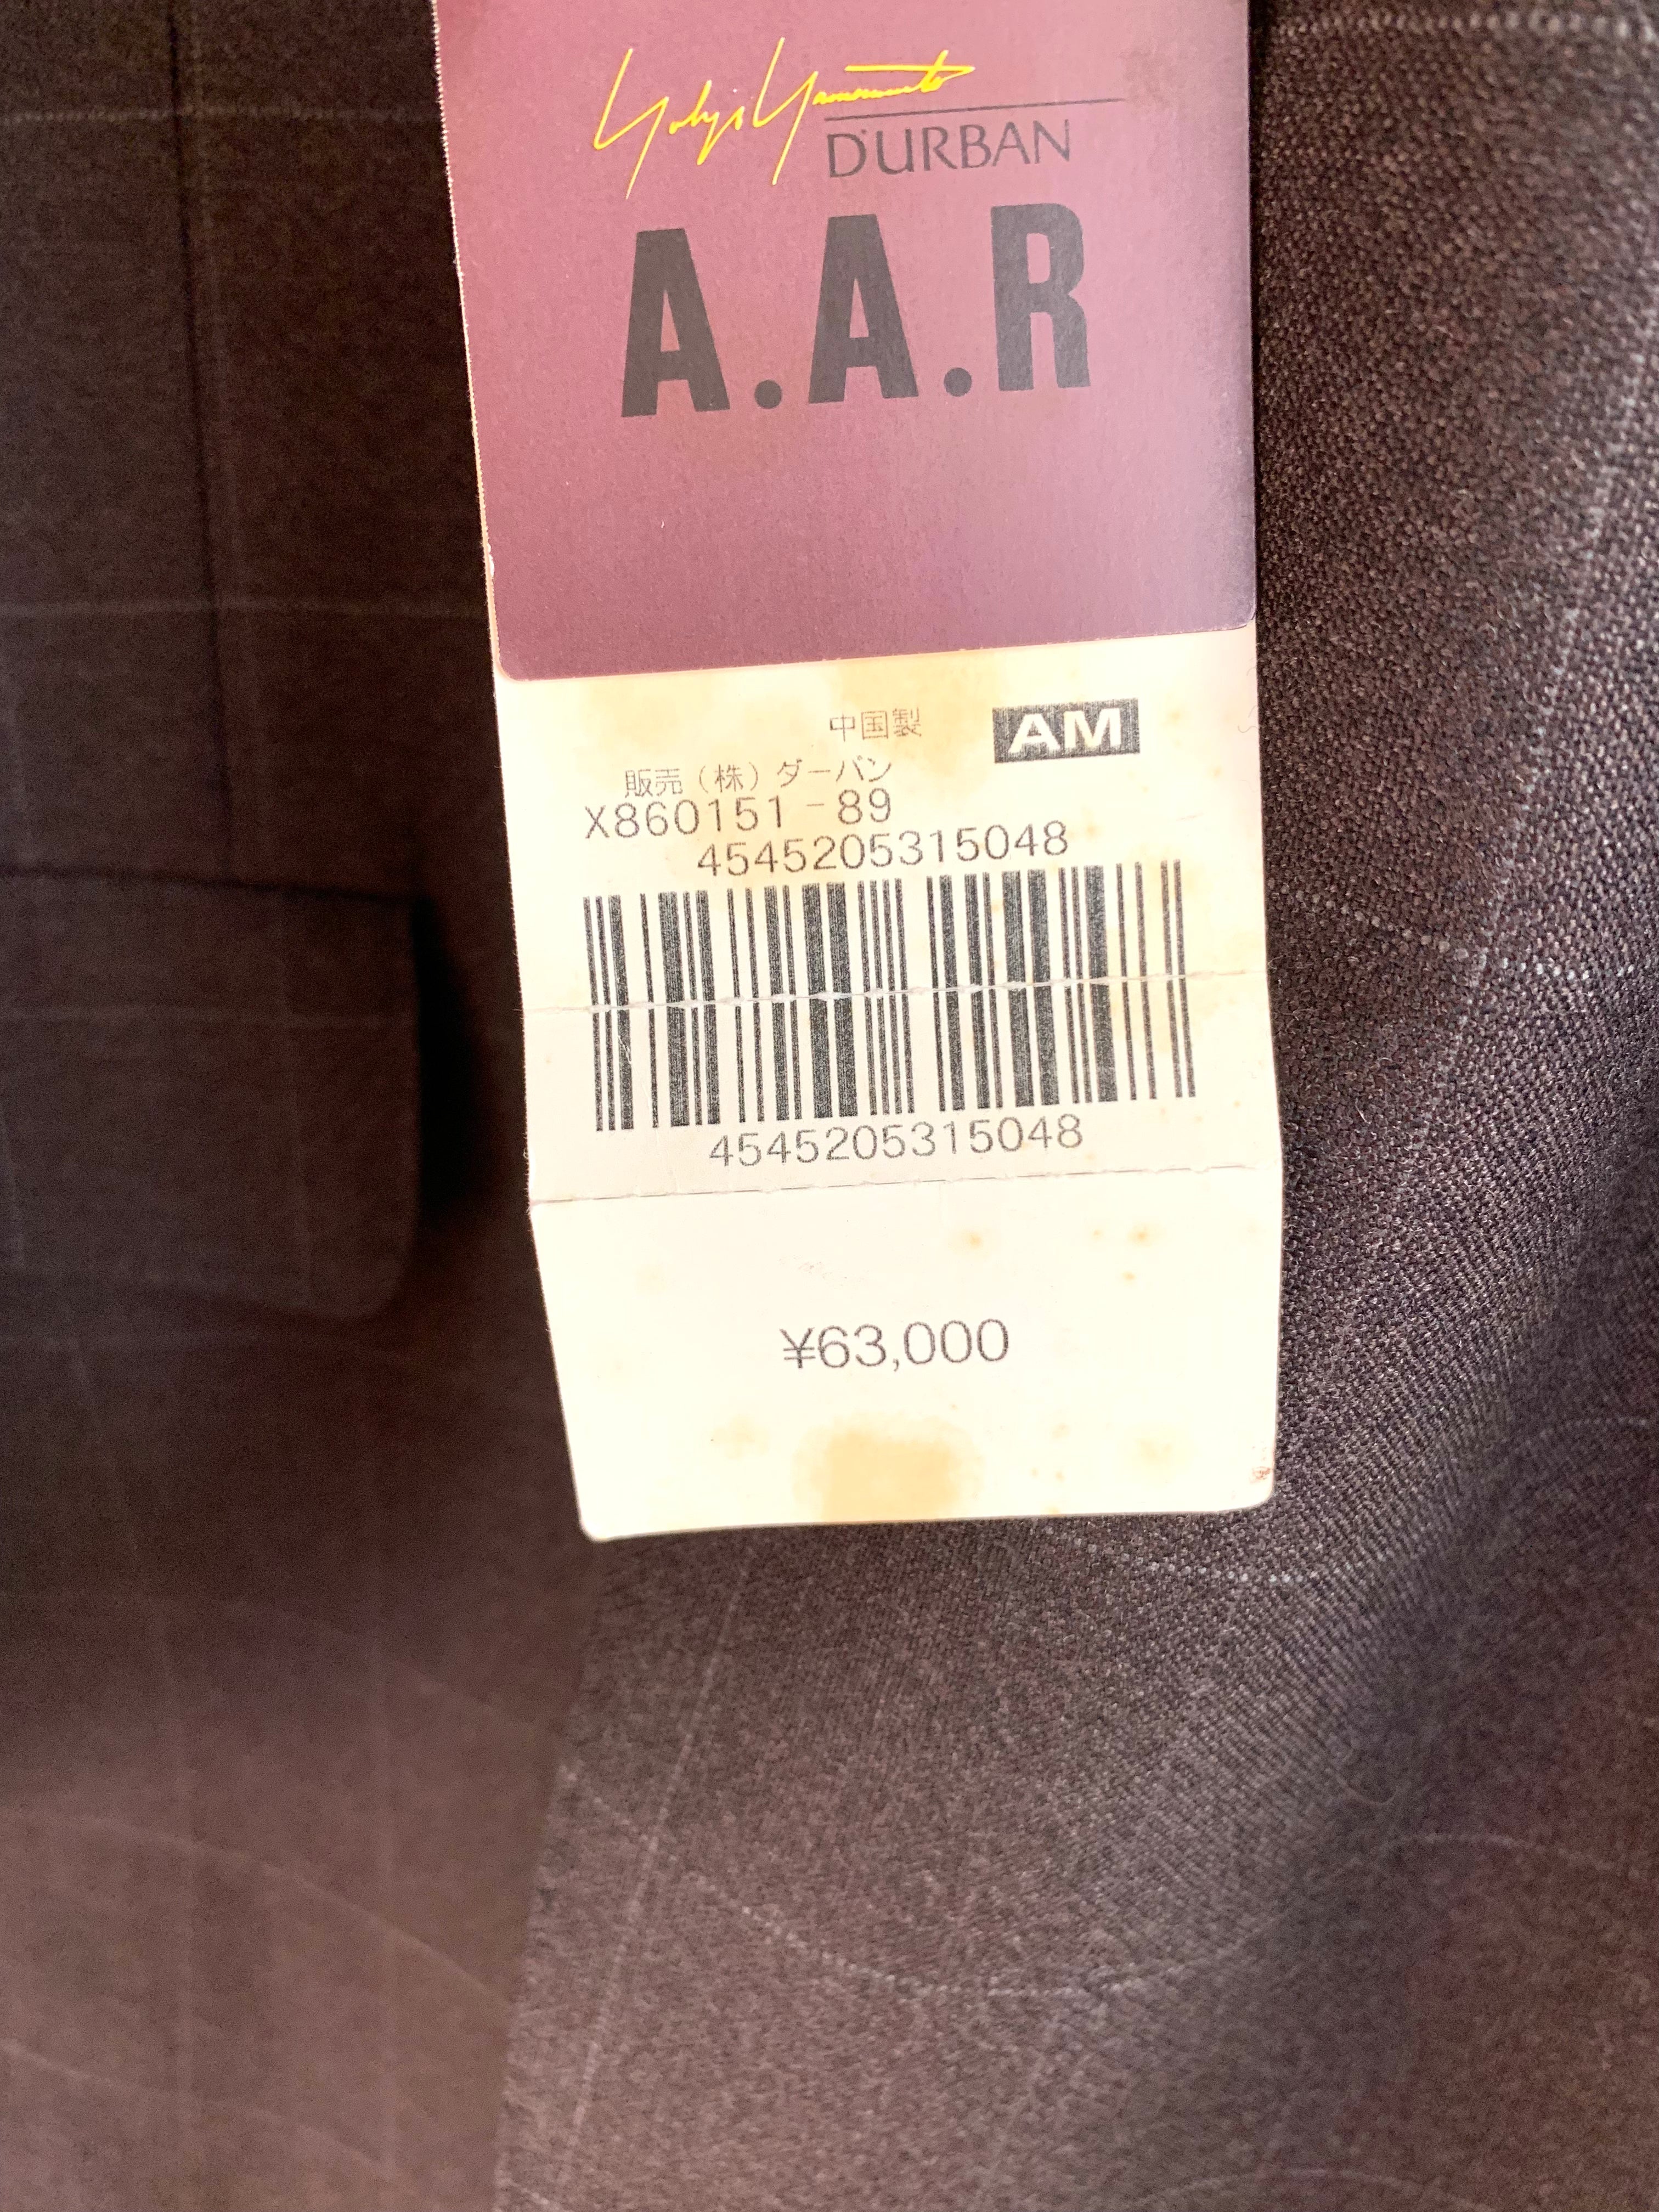 Yohji Yamamoto
D'URBAN
A.A.R
中国製
AM
販売（株）ダーバン
X860151-89
4545205315048
4545205315048
¥63,000